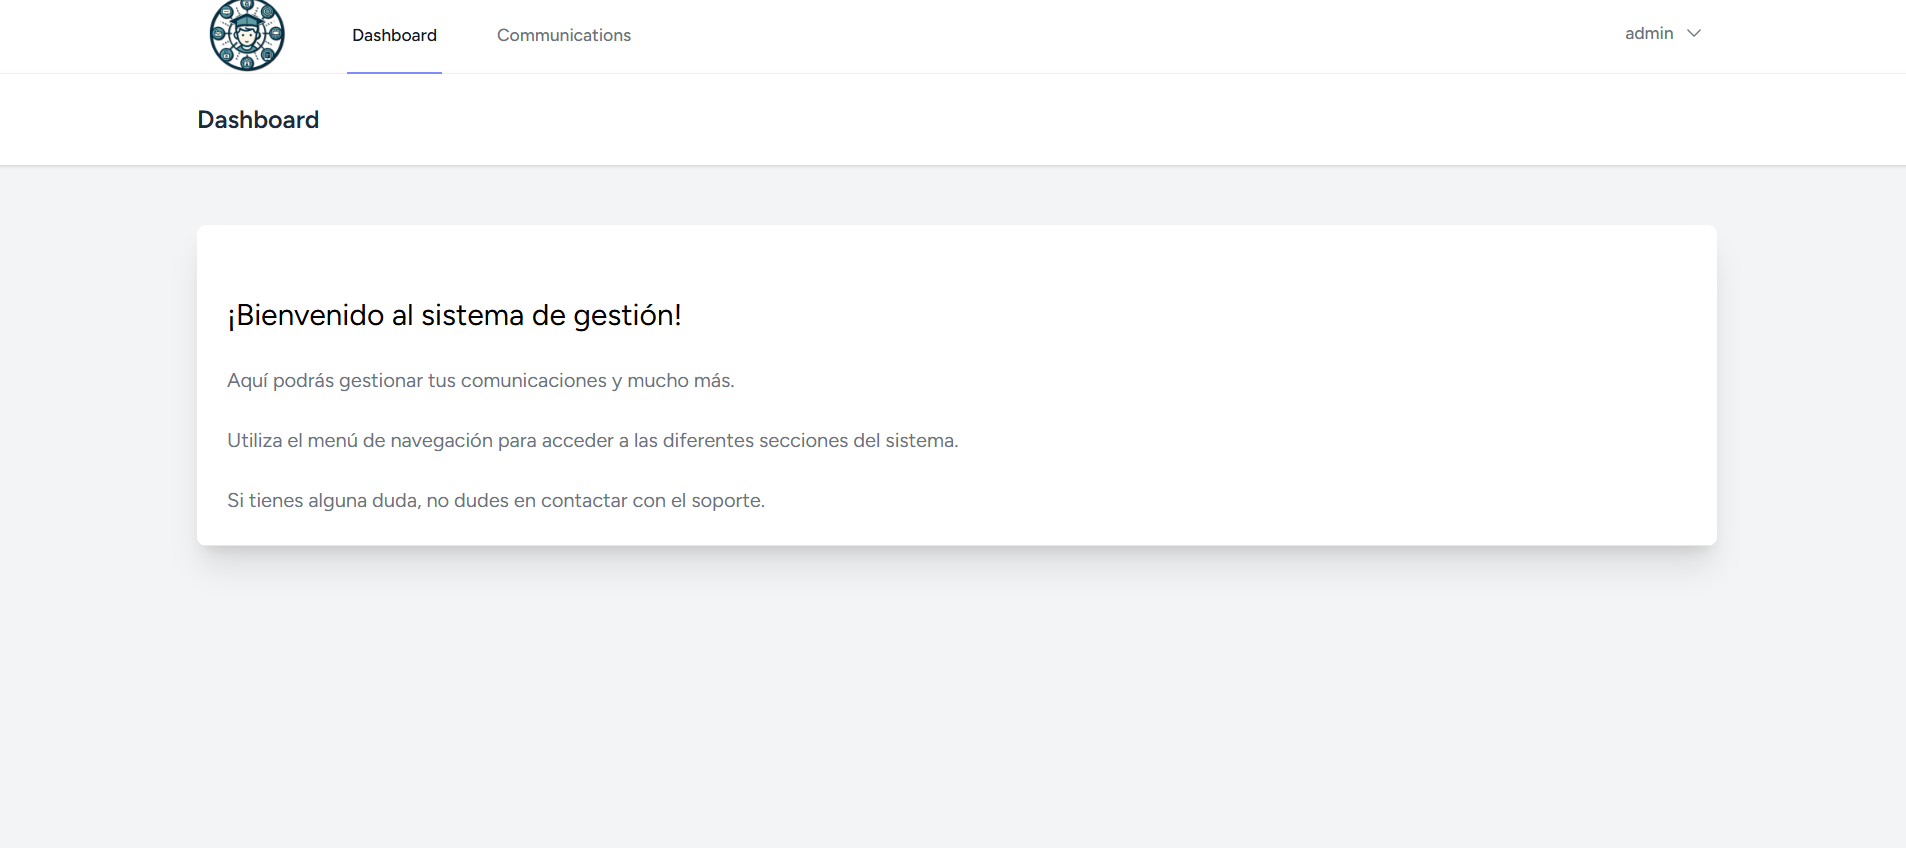 Dashboard
Communications
admin
Dashboard
¡Bienvenido al sistema de gestión!
Aquí podrás gestionar tus comunicaciones y mucho más.
Utiliza el menú de navegación para acceder a las diferentes secciones del sistema.
Si tienes alguna duda, no dudes en contactar con el soporte.